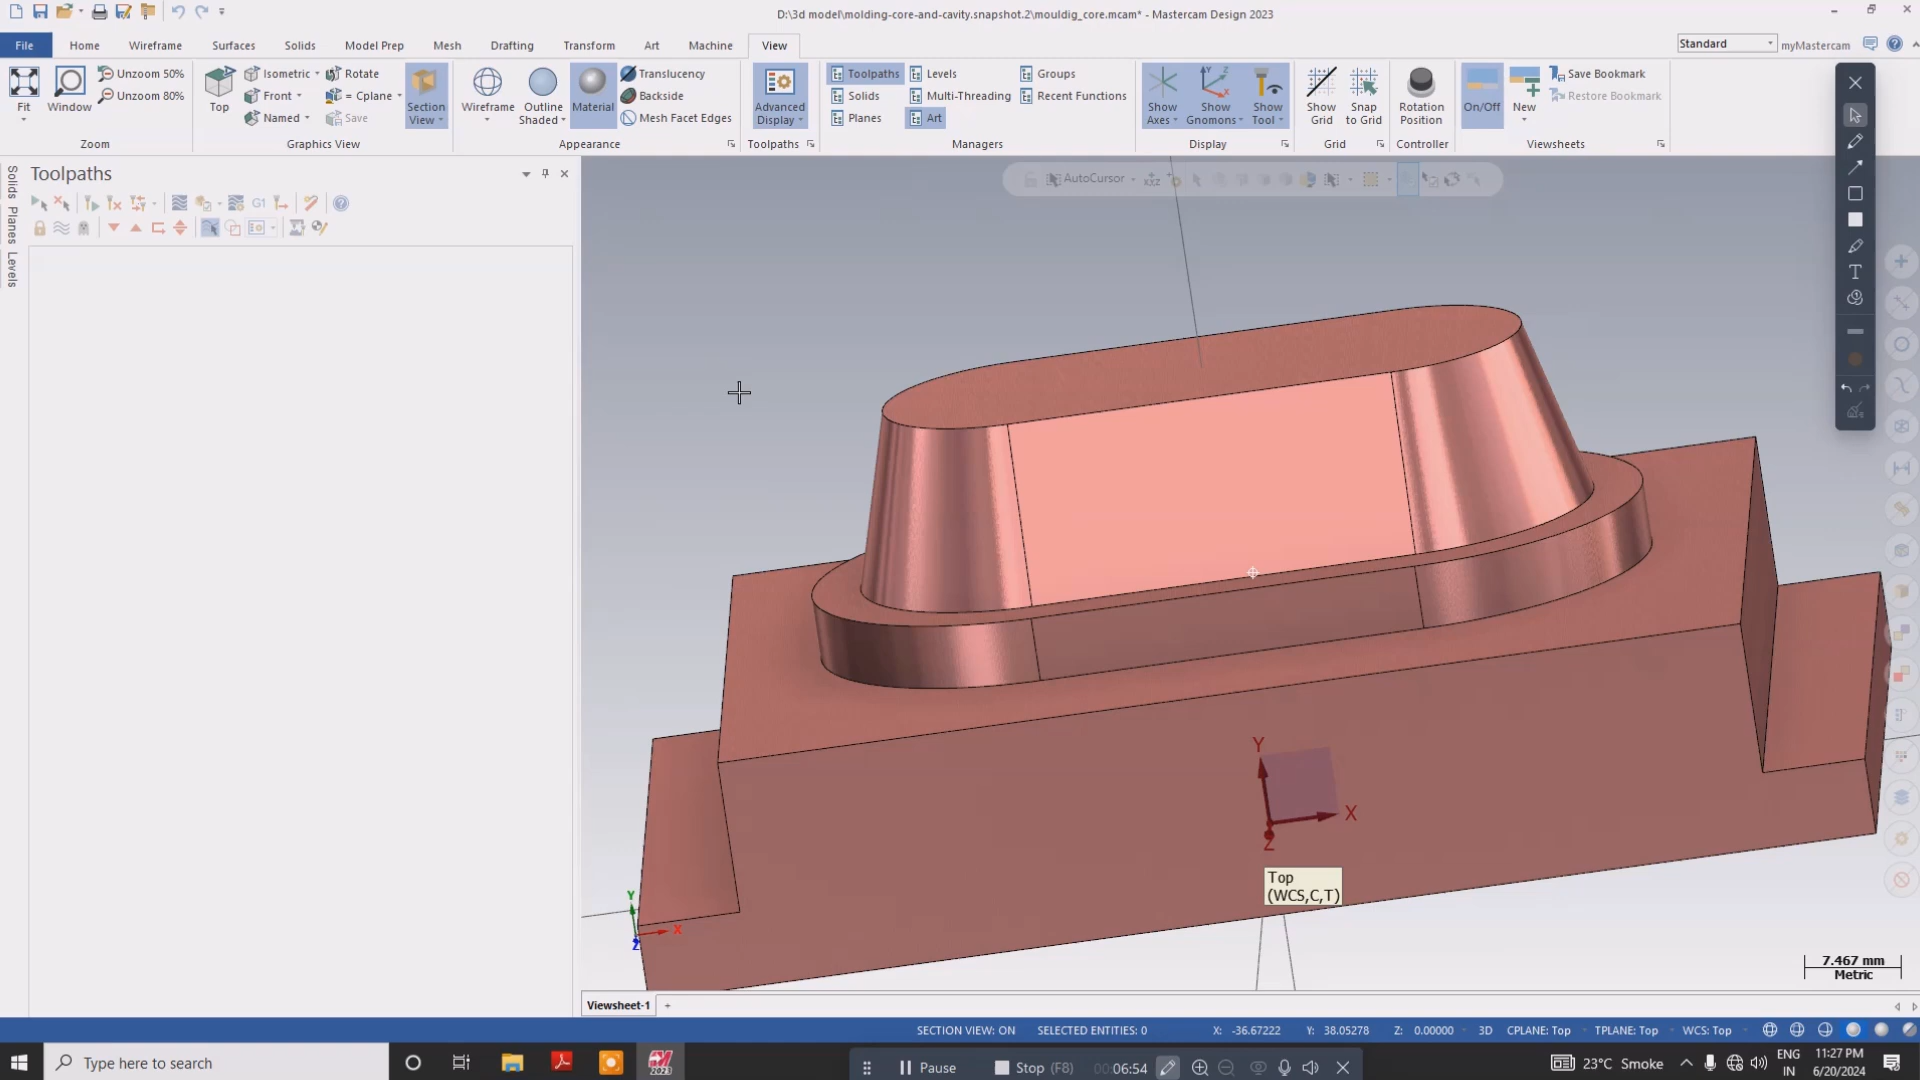 D:\3d model\molding-core-and-cavity.snapshot.2\mouldig_core.mcam* - Mastercam Design 2023
File Home Wireframe Surfaces Solids Model Prep Mesh Drafting Transform Art Machine View Standard myMastercam
Unzoom 50% Isometric Rotate Translucency Toolpaths Levels Groups Save Bookmark
Unzoom 80% Front = Cplane Backside Solids Multi-Threading Recent Functions Restore Bookmark
Named Save Mesh Facet Edges Planes Art
Fit Window Top Section View Wireframe Outline Shaded Material Advanced Display Show Axes Show Gnomons Show Tool Show Grid Snap to Grid Rotation Position On/Off New
Zoom Graphics View Appearance Toolpaths Managers Display Grid Controller Viewsheets
Toolpaths
Solids
Planes
Levels
G1
AutoCursor
XYZ
T
Y
X
Z
Top
(WCS,C,T)
Y
X
Z
7.467 mm
Metric
Viewsheet-1 +
SECTION VIEW: ON SELECTED ENTITIES: 0 X: -36.67222 Y: 38.05278 Z: 0.00000 3D CPLANE: Top TPLANE: Top WCS: Top
Type here to search 2023 Pause Stop (F8) 00:06:54 23°C Smoke ENG 11:27 PM
IN 6/20/2024